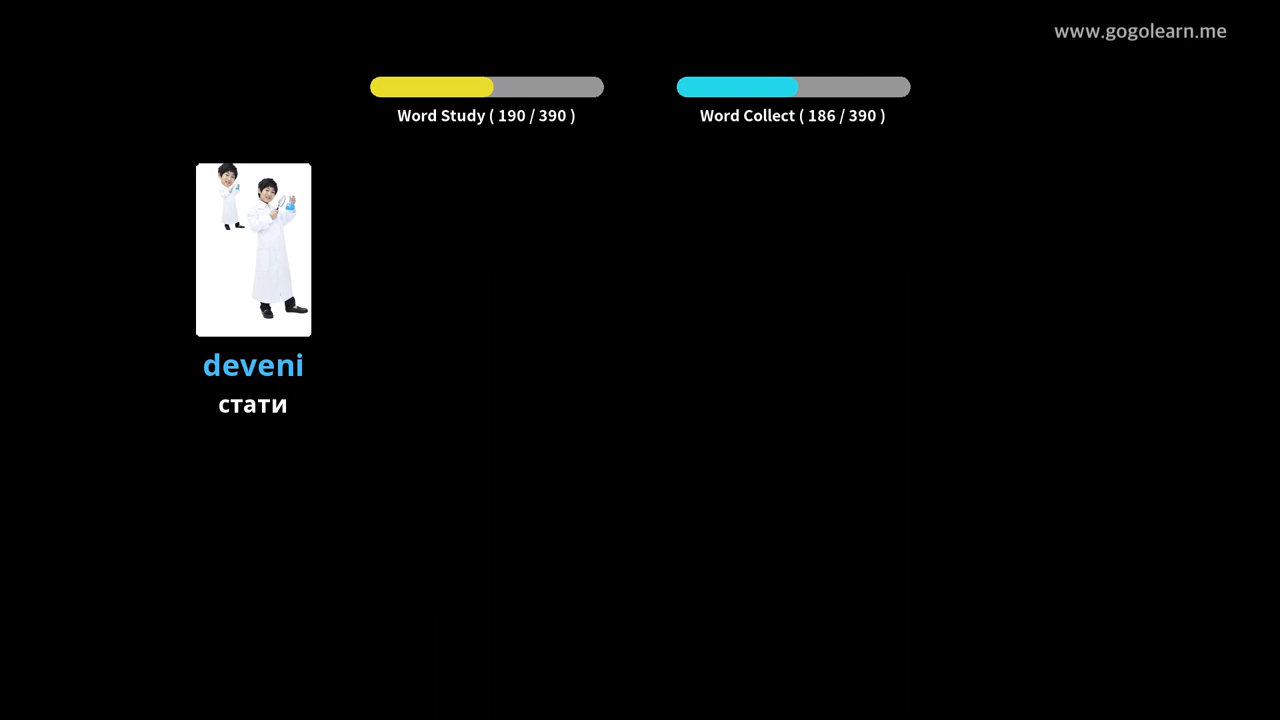 www.gogolearn.me
Word Study ( 190 / 390 )
Word Collect ( 186 / 390 )
deveni
стати